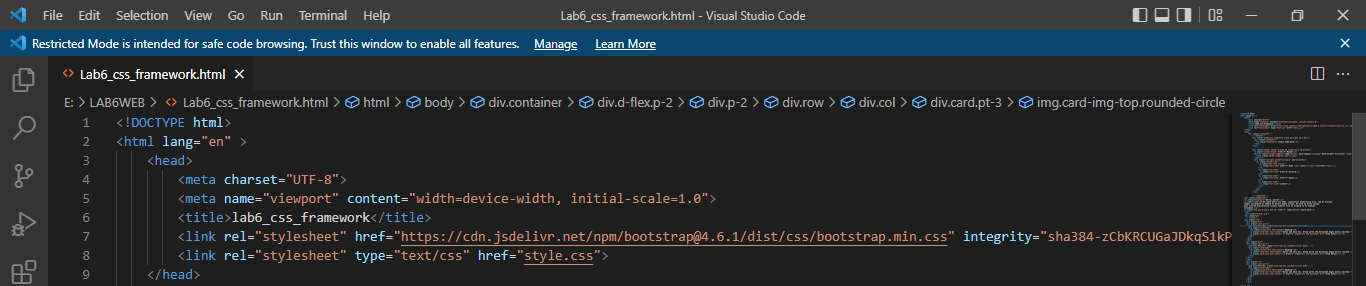 File Edit Selection View Go Run Terminal Help Lab6_css_framework.html - Visual Studio Code
Restricted Mode is intended for safe code browsing. Trust this window to enable all features. Manage Learn More
Lab6_css_framework.html
E: > LAB6WEB > Lab6_css_framework.html > html > body > div.container > div.d-flex.p-2 > div.p-2 > div.row > div.col > div.card.pt-3 > img.card-img-top.rounded-circle
1 <!DOCTYPE html>
2 <html lang="en" >
3 <head>
4 <meta charset="UTF-8">
5 <meta name="viewport" content="width=device-width, initial-scale=1.0">
6 <title>lab6_css_framework</title>
7 <link rel="stylesheet" href="https://cdn.jsdelivr.net/npm/bootstrap@4.6.1/dist/css/bootstrap.min.css" integrity="sha384-zCbKRCUGaJDkqS1kP
8 <link rel="stylesheet" type="text/css" href="style.css">
9 </head>